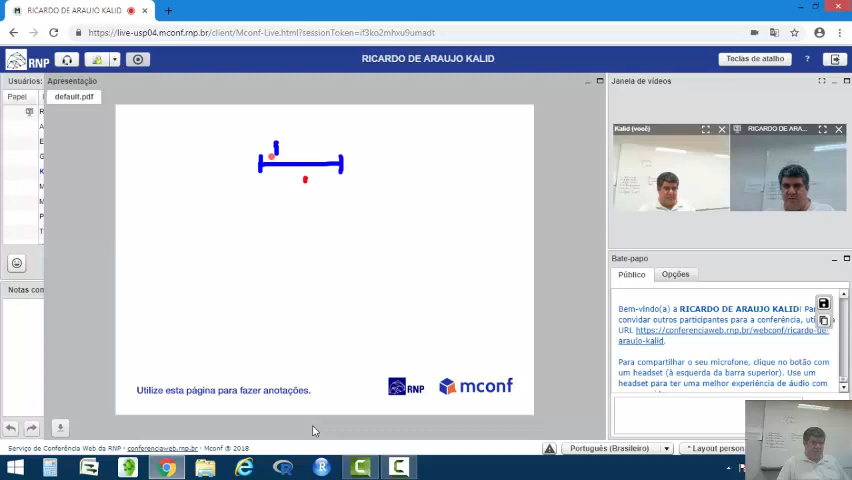 RICARDO DE ARAUJO KALID
https://live-usp04.mconf.rnp.br/client/Mconf-Live.html?sessionToken=if3ko2mhxu9umadt
RNP
RICARDO DE ARAUJO KALID
Teclas de atalho
?
Usuários:
Apresentação
Janela de vídeos
Papel
default.pdf
R
A
E
G
K
M
M
P
T
Kalid (você)
RICARDO DE ARA...
Bate-papo
Público
Opções
Bem-vindo(a) a RICARDO DE ARAUJO KALID! Par
convidar outros participantes para a conferência, uti
URL https://conferenciaweb.rnp.br/webconf/ricardo-de-
araujo-kalid.
Para compartilhar o seu microfone, clique no botão com
um headset (à esquerda da barra superior). Use um
headset para ter uma melhor experiência de áudio com
Notas con
Utilize esta página para fazer anotações.
RNP
mconf
Serviço de Conferência Web da RNP - conferenciaweb.rnp.br - Mconf © 2018
Português (Brasileiro)
* Layout person